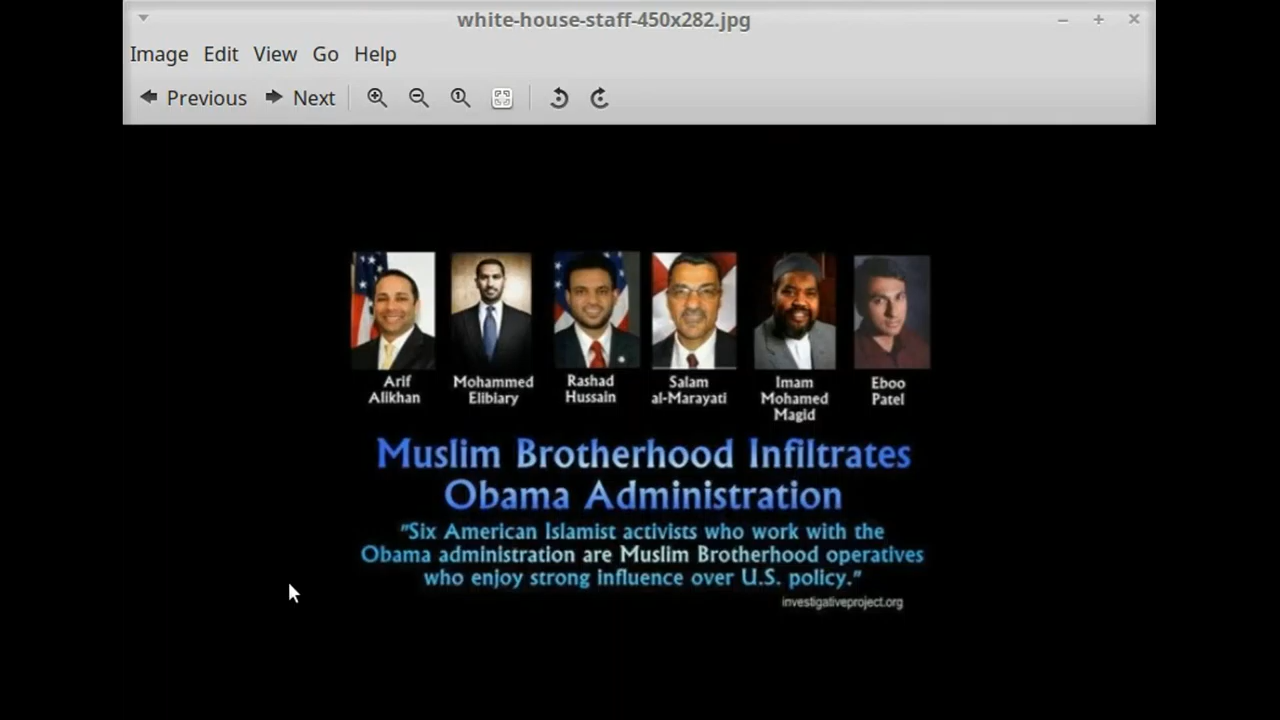 white-house-staff-450x282.jpg
Image Edit View Go Help
Previous Next
Arif
Alikhan
Mohammed
Elibiary
Rashad
Hussain
Salam
al-Marayati
Imam
Mohamed
Magid
Eboo
Patel
Muslim Brotherhood Infiltrates
Obama Administration
"Six American Islamist activists who work with the
Obama administration are Muslim Brotherhood operatives
who enjoy strong influence over U.S. policy."
investigativeproject.org